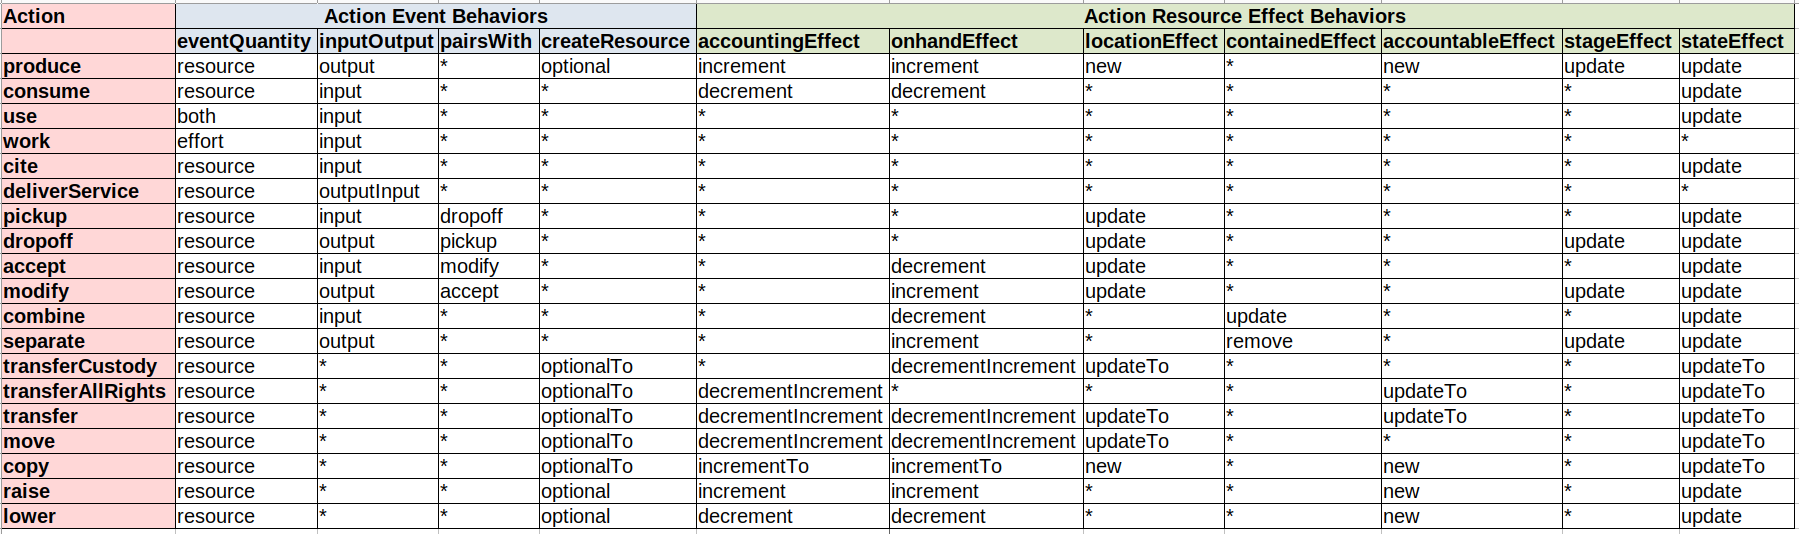 Action Action Event Behaviors Action Resource Effect Behaviors
eventQuantity inputOutput pairsWith createResource accountingEffect onhandEffect locationEffect containedEffect accountableEffect stageEffect stateEffect
produce resource output * optional increment increment new * new update update
consume resource input * * decrement decrement * * * * update
use both input * * * * * * * * update
work effort input * * * * * * * * *
cite resource input * * * * * * * * update
deliverService resource outputInput * * * * * * * * *
pickup resource input dropoff * * * update * * * update
dropoff resource output pickup * * * update * * update update
accept resource input modify * * decrement update * * * update
modify resource output accept * * increment update * * update update
combine resource input * * * decrement * update * * update
separate resource output * * * increment * remove * update update
transferCustody resource * * optionalTo * decrementIncrement updateTo * * * updateTo
transferAllRights resource * * optionalTo decrementIncrement * * * updateTo * updateTo
transfer resource * * optionalTo decrementIncrement decrementIncrement updateTo * updateTo * updateTo
move resource * * optionalTo decrementIncrement decrementIncrement updateTo * * * updateTo
copy resource * * optionalTo incrementTo incrementTo new * new * updateTo
raise resource * * optional increment increment * * new * update
lower resource * * optional decrement decrement * * new * update